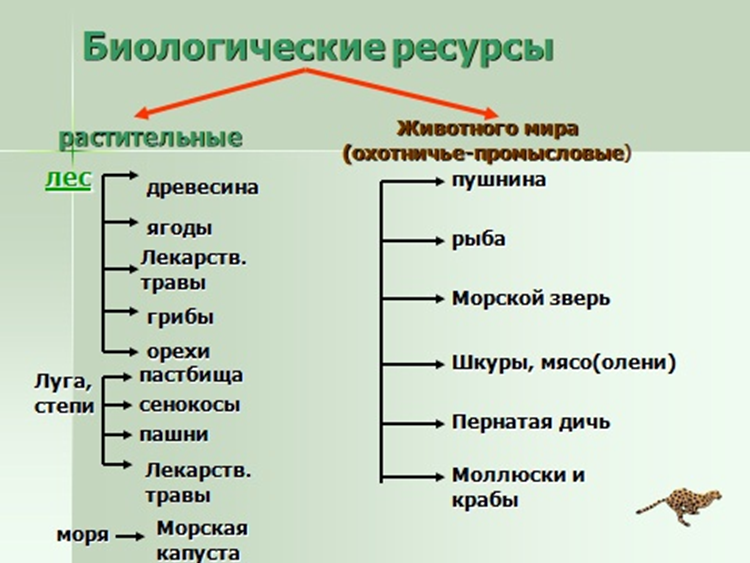 Биологические ресурсы
растительные
лес
древесина
ягоды
Лекарств.
травы
грибы
орехи
Луга,
степи
пастбища
сенокосы
пашни
Лекарств.
травы
моря
Морская
капуста
Животного мира
(охотничье-промысловые)
пушнина
рыба
Морской зверь
Шкуры, мясо(олени)
Пернатая дичь
Моллюски и
крабы